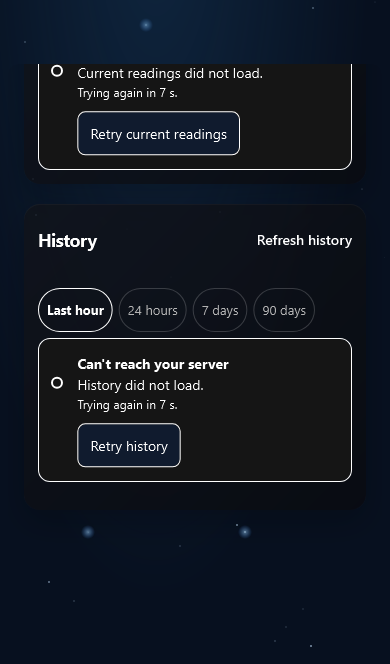 Current readings did not load.
Trying again in 7 s.
Retry current readings
History
Refresh history
Last hour
24 hours
7 days
90 days
Can't reach your server
History did not load.
Trying again in 7 s.
Retry history